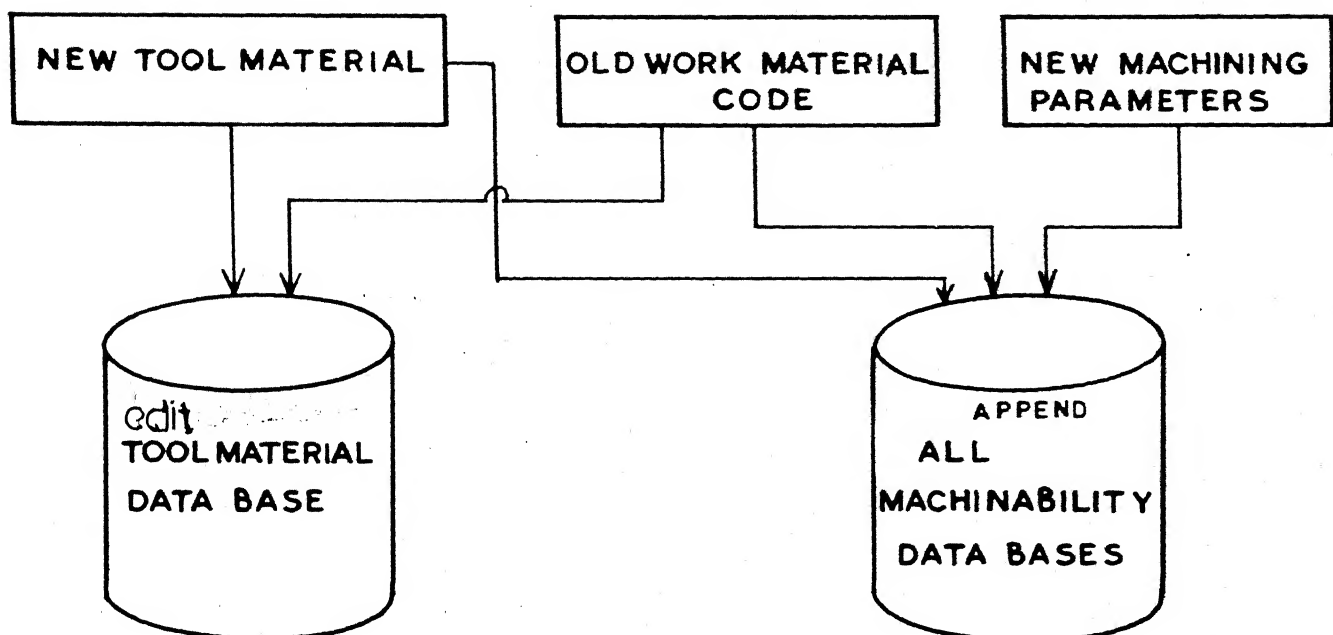 NEW TOOL MATERIAL
OLD WORK MATERIAL
CODE
NEW MACHINING
PARAMETERS
edit
TOOL MATERIAL
DATA BASE
APPEND
ALL
MACHINABILITY
DATA BASES